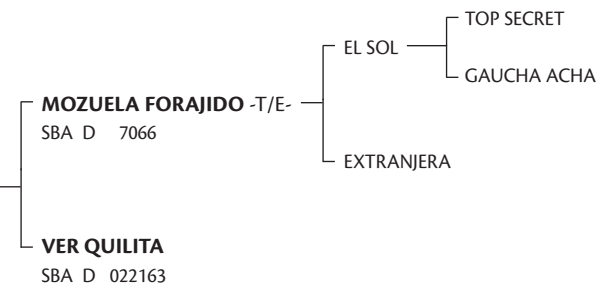 TOP SECRET
EL SOL
GAUCHA ACHA
MOZUELA FORAJIDO -T/E-
SBA D 7066
EXTRANJERA
VER QUILITA
SBA D 022163